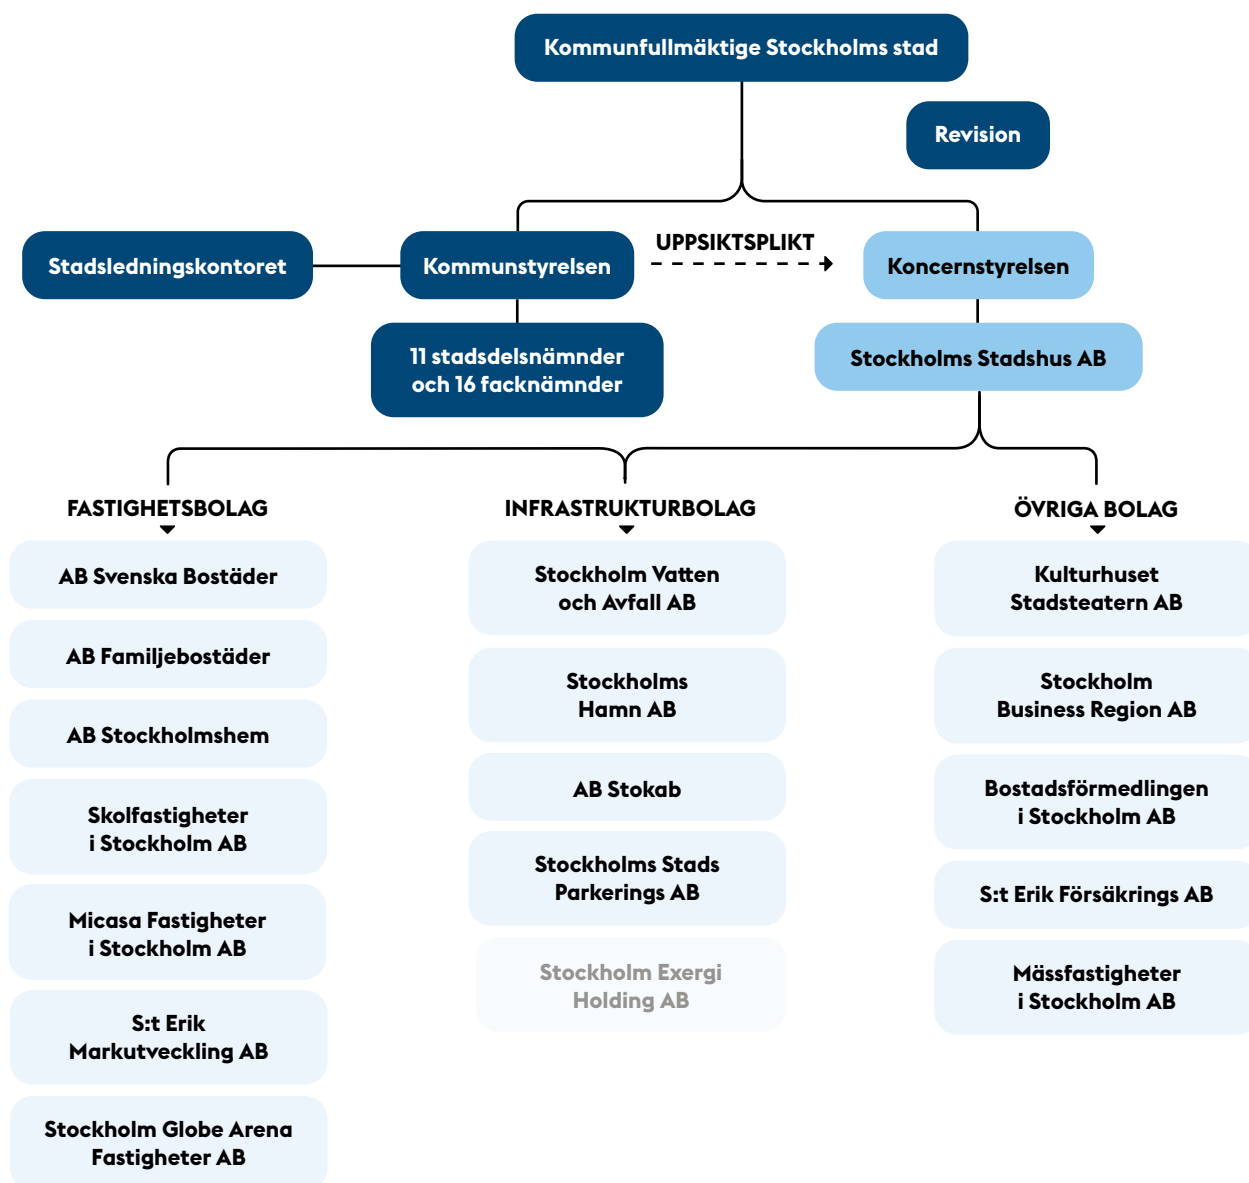 Kommunfullmäktige Stockholms stad
Revision
Stadsledningskontoret
Kommunstyrelsen
UPPSIKTSPLIKT
Koncernstyrelsen
11 stadsdelsnämnder
och 16 facknämnder
Stockholms Stadshus AB
FASTIGHETSBOLAG
AB Svenska Bostäder
AB Familjebostäder
AB Stockholmshem
Skolfastigheter
i Stockholm AB
Micasa Fastigheter
i Stockholm AB
S:t Erik
Markutveckling AB
Stockholm Globe Arena
Fastigheter AB
INFRASTRUKTURBOLAG
Stockholm Vatten
och Avfall AB
Stockholms
Hamn AB
AB Stokab
Stockholms Stads
Parkerings AB
Stockholm Exergi
Holding AB
ÖVRIGA BOLAG
Kulturhuset
Stadsteatern AB
Stockholm
Business Region AB
Bostadsförmedlingen
i Stockholm AB
S:t Erik Försäkrings AB
Mässfastigheter
i Stockholm AB